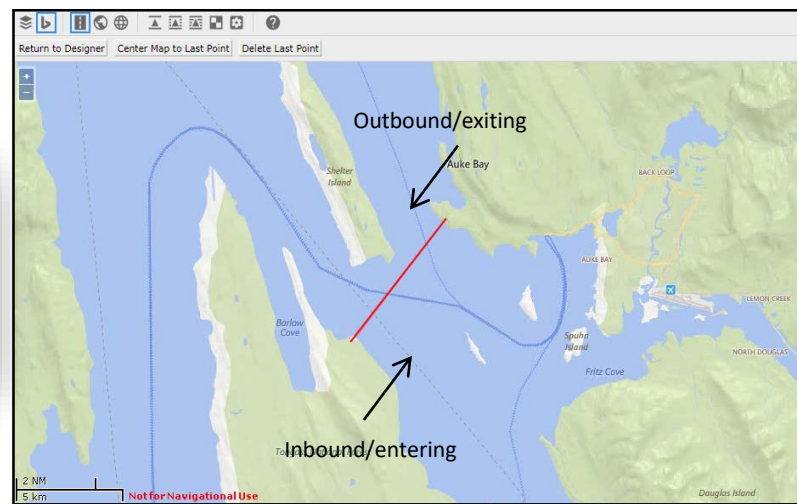 Return to Designer Center Map to Last Point Delete Last Point
Outbound/exiting
Auke Bay
Shelter
Island
BACK LOOP
AUKE BAY
LEMON CREEK
Barlow
Cove
Spuhn
Island
NORTH DOUGLAS
Fritz Cove
Inbound/entering
2 NM
5 km
Not for Navigational Use
Douglas Island